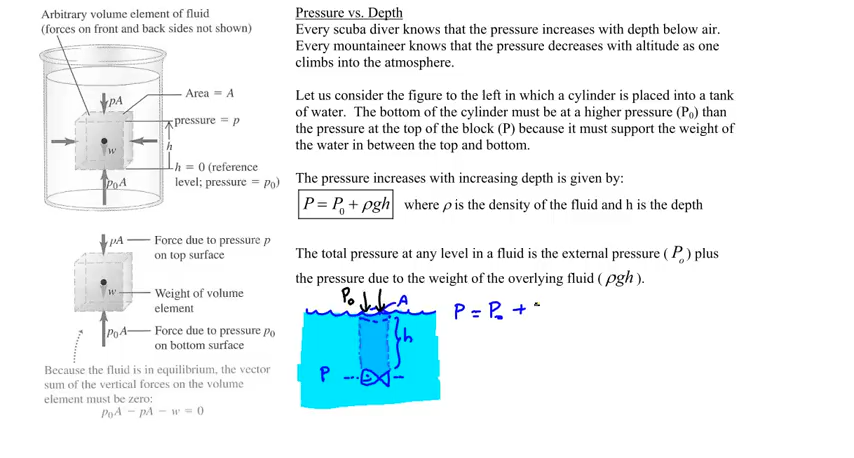 Arbitrary volume element of fluid
(forces on front and back sides not shown)
pA
Area = A
pressure = p
h
w
h = 0 (reference
level; pressure = p₀)
p₀A
pA
Force due to pressure p
on top surface
w
Weight of volume
element
p₀A
Force due to pressure p₀
on bottom surface
Because the fluid is in equilibrium, the vector
sum of the vertical forces on the volume
element must be zero:
p₀A − pA − w = 0
Pressure vs. Depth
Every scuba diver knows that the pressure increases with depth below air.
Every mountaineer knows that the pressure decreases with altitude as one
climbs into the atmosphere.
Let us consider the figure to the left in which a cylinder is placed into a tank
of water. The bottom of the cylinder must be at a higher pressure (P₀) than
the pressure at the top of the block (P) because it must support the weight of
the water in between the top and bottom.
The pressure increases with increasing depth is given by:
P = P₀ + ρgh where ρ is the density of the fluid and h is the depth
The total pressure at any level in a fluid is the external pressure ( Pₒ ) plus
the pressure due to the weight of the overlying fluid ( ρgh ).
P₀
A
h
P
P = P₀ +